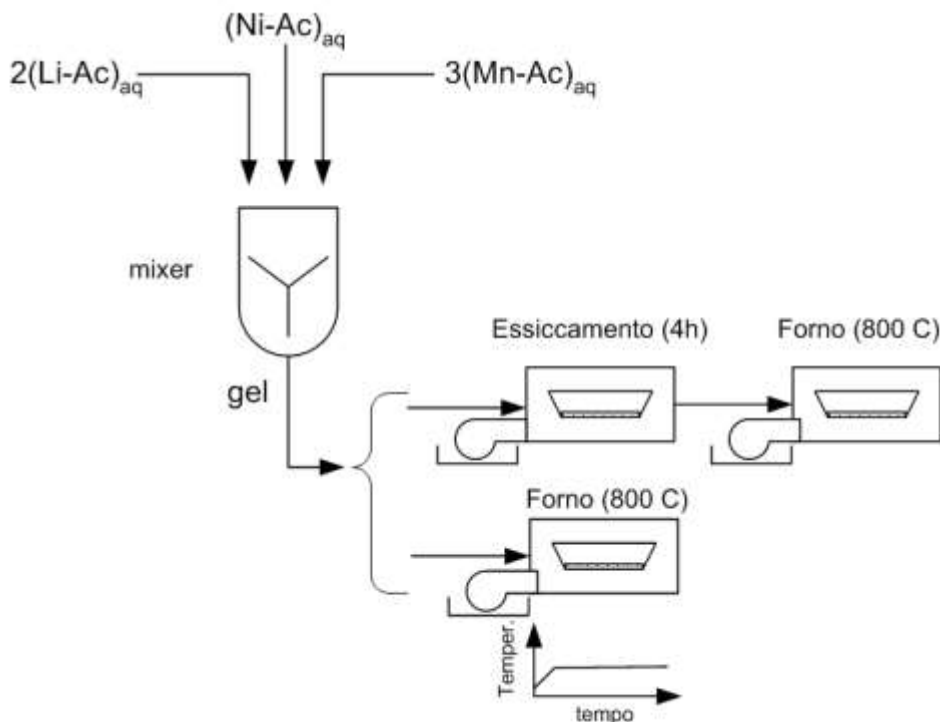 (Ni-Ac)aq
2(Li-Ac)aq
3(Mn-Ac)aq
mixer
gel
Essiccamento (4h)
Forno (800 C)
Forno (800 C)
Temper.
tempo